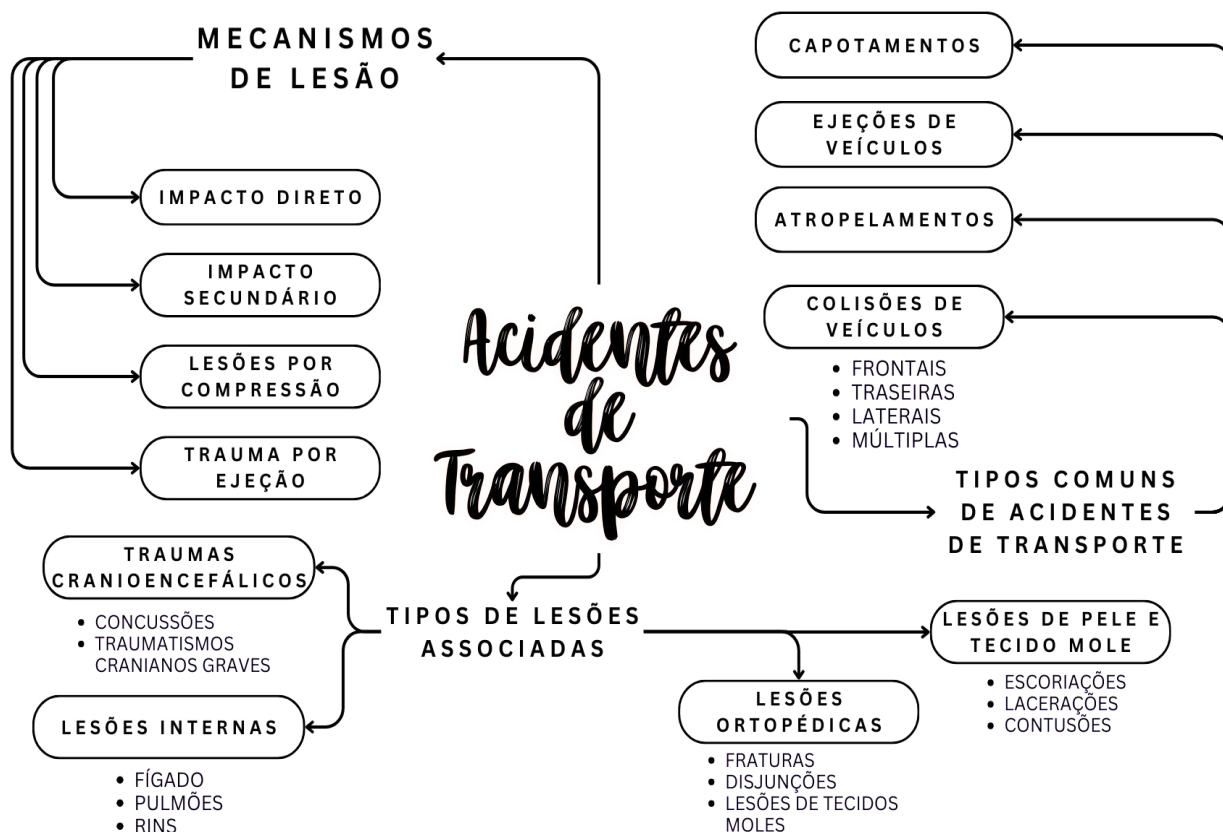 MECANISMOS
DE LESÃO
IMPACTO DIRETO
IMPACTO
SECUNDÁRIO
LESÕES POR
COMPRESSÃO
TRAUMA POR
EJEÇÃO
CAPOTAMENTOS
EJEÇÕES DE
VEÍCULOS
ATROPELAMENTOS
COLISÕES DE
VEÍCULOS
FRONTAIS
TRASEIRAS
LATERAIS
MÚLTIPLAS
Acidentes
de
Transporte
TIPOS COMUNS
DE ACIDENTES
DE TRANSPORTE
TRAUMAS
CRANIOENCEFÁLICOS
CONCUSSÕES
TRAUMATISMOS
CRANIANOS GRAVES
LESÕES INTERNAS
FÍGADO
PULMÕES
RINS
TIPOS DE LESÕES
ASSOCIADAS
LESÕES
ORTOPÉDICAS
FRATURAS
DISJUNÇÕES
LESÕES DE TECIDOS
MOLES
LESÕES DE PELE E
TECIDO MOLE
ESCORIAÇÕES
LACERAÇÕES
CONTUSÕES